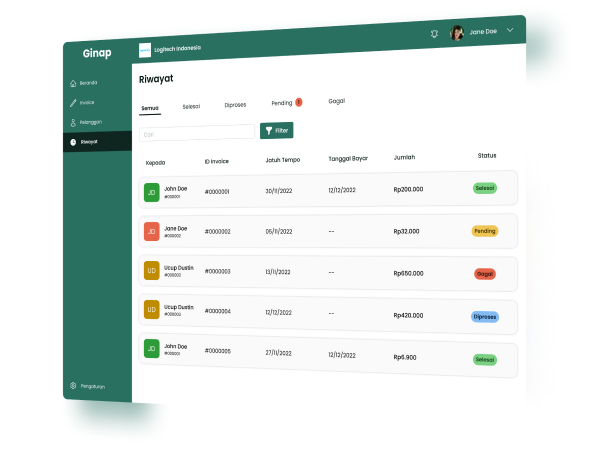 Ginap
Logitech Indonesia
Jane Doe
Beranda
Invoice
Pelanggan
Riwayat
Pengaturan
Riwayat
Semua Selesai Diproses Pending Gagal
Cari Filter
Kepada ID Invoice Jatuh Tempo Tanggal Bayar Jumlah Status
JD John Doe #0000001 30/11/2022 12/12/2022 Rp200.000 Selesai
#000001
JD Jane Doe #0000002 05/11/2022 -- Rp32.000 Pending
#000002
UD Ucup Dustin #0000003 13/11/2022 -- Rp650.000 Gagal
#000003
UD Ucup Dustin #0000004 12/12/2022 -- Rp420.000 Diproses
#000003
JD John Doe #0000005 27/11/2022 12/12/2022 Rp6.900 Selesai
#000001